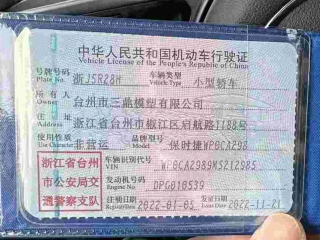 中华人民共和国机动车行驶证
Vehicle License of the People's Republic of China
号牌号码 浙J5R28H 车辆类型 小型轿车
Plate No. Vehicle Type
所有人 台州市三鼎模塑有限公司
Owner
住址 浙江省台州市椒江区启航路1188号
Address
使用性质 非营运 品牌型号 保时捷WP0CA298
Use Character Model
浙江省台州
市公安局交
通警察支队
车辆识别代号 WP0CA2989MS212985
VIN
发动机号码 DPG010539
Engine No.
注册日期 2022-01-05 发证日期 2022-11-21